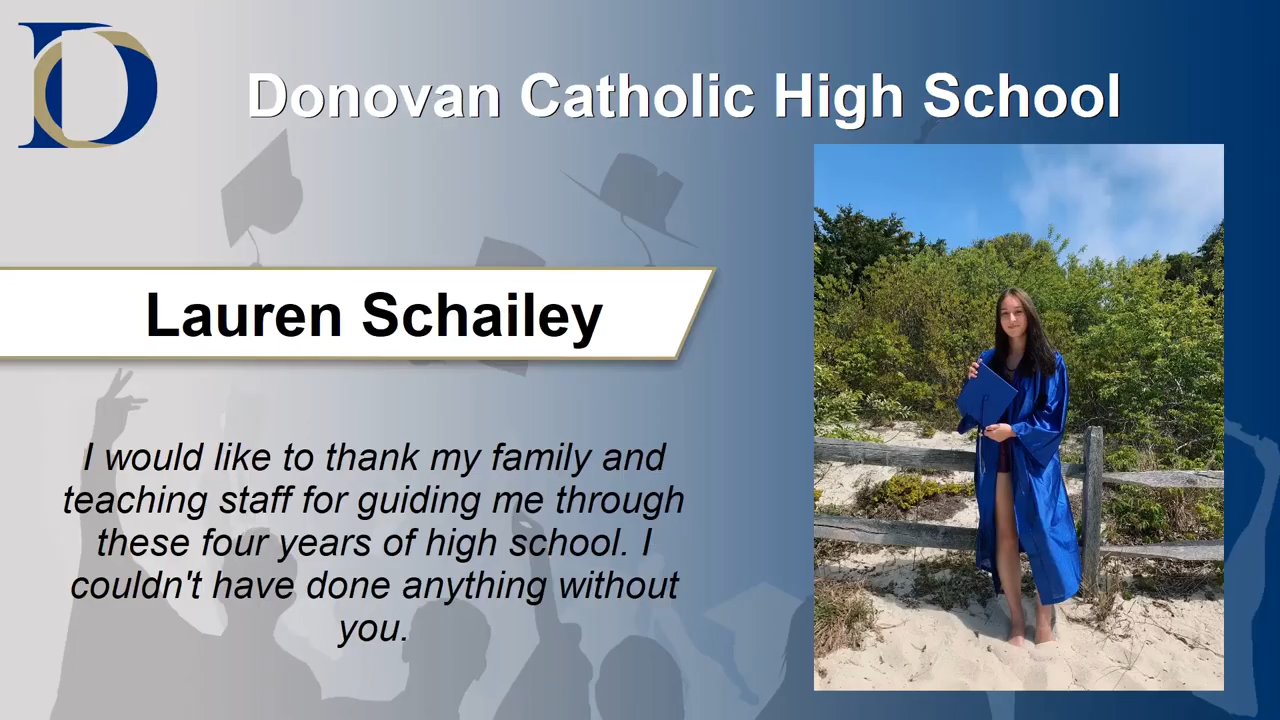 Donovan Catholic High School
Lauren Schailey
I would like to thank my family and
teaching staff for guiding me through
these four years of high school. I
couldn't have done anything without
you.